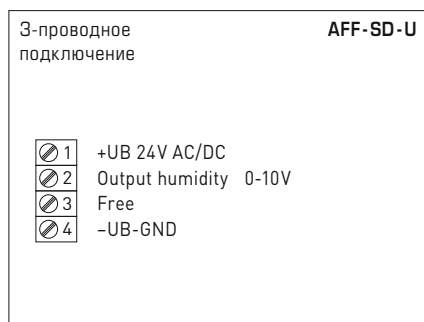 3-проводное
подключение
AFF-SD-U
1 +UB 24V AC/DC
2 Output humidity 0-10V
3 Free
4 –UB-GND